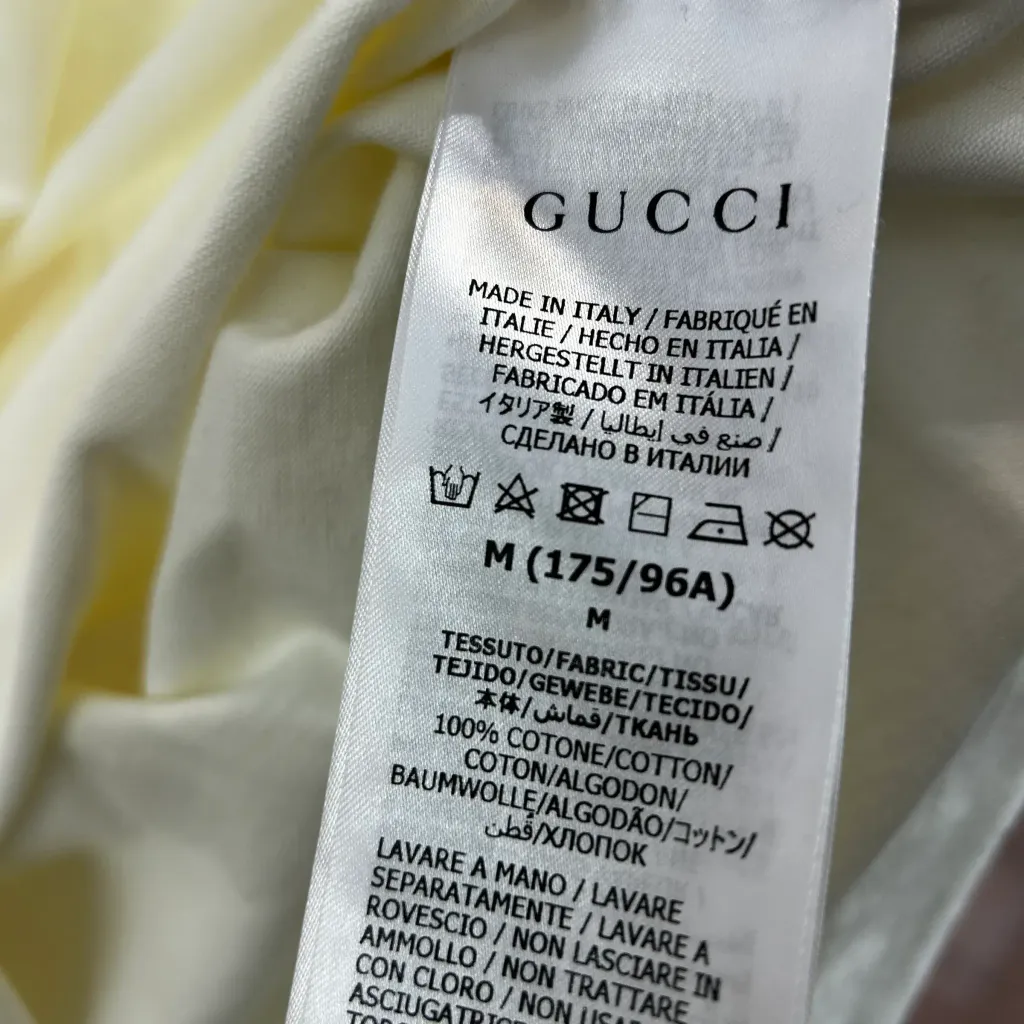 GUCCI
MADE IN ITALY / FABRIQUÉ EN
ITALIE / HECHO EN ITALIA /
HERGESTELLT IN ITALIEN /
FABRICADO EM ITÁLIA /
イタリア製 / صنع في إيطاليا /
СДЕЛАНО В ИТАЛИИ
M (175/96A)
M
TESSUTO/FABRIC/TISSU/
TEJIDO/GEWEBE/TECIDO/
本体/قماش/ТКАНЬ
100% COTONE/COTTON/
COTON/ALGODON/
BAUMWOLLE/ALGODÃO/コットン/
قطن/ХЛОПОК
LAVARE A MANO / LAVARE
SEPARATAMENTE / LAVARE A
ROVESCIO / NON LASCIARE IN
AMMOLLO / NON TRATTARE
CON CLORO / NON